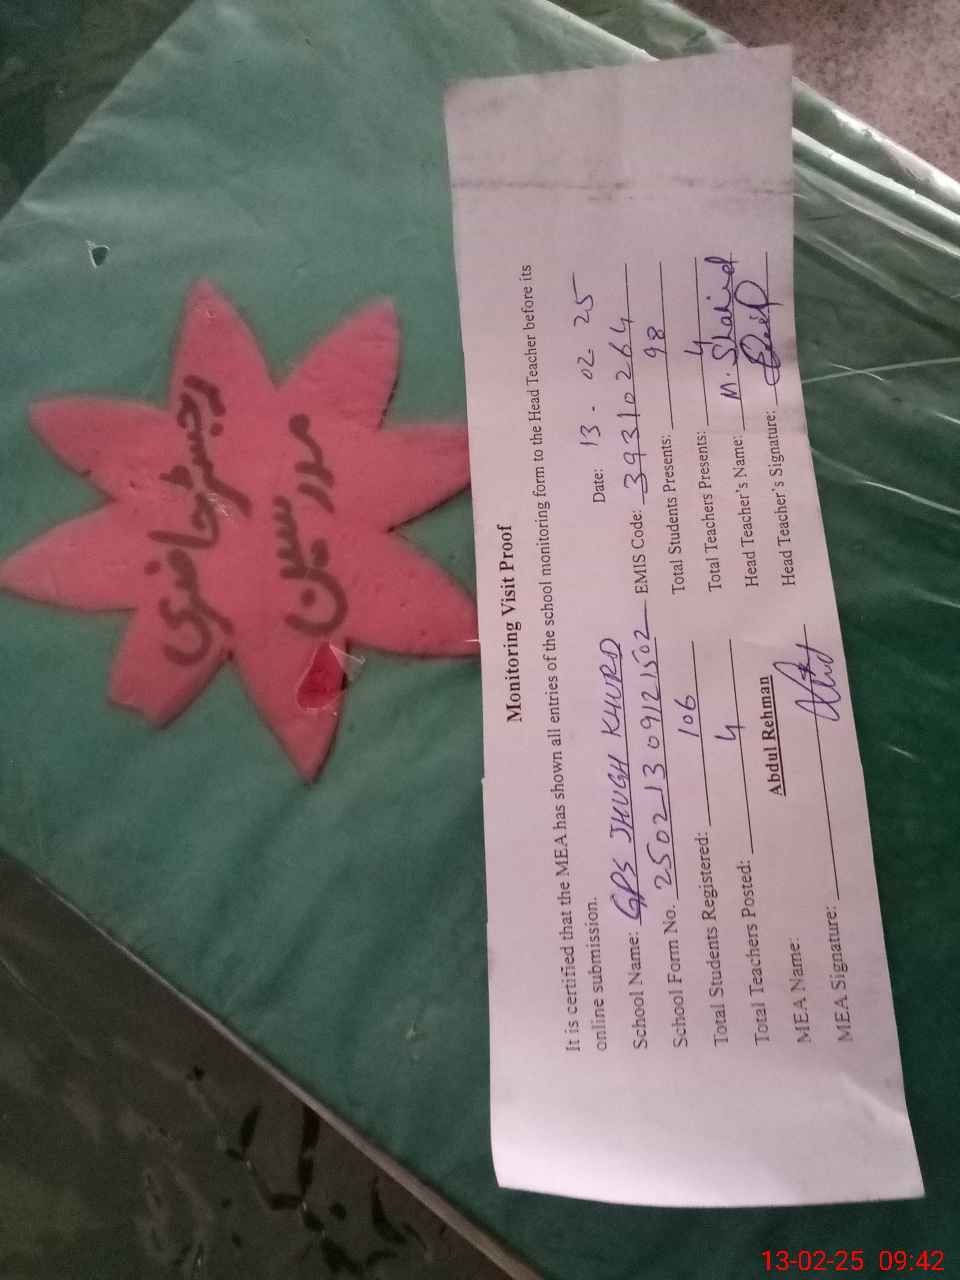 رجسٹر حاضری
مدرسین
Monitoring Visit Proof
It is certified that the MEA has shown all entries of the school monitoring form to the Head Teacher before its
online submission.
Date: 13 - 02- 25
School Name: GPS JHUGH KHURD EMIS Code: 39310264
School Form No. 25021309121502 Total Students Presents: 98
Total Students Registered: 106 Total Teachers Presents: 4
Total Teachers Posted: 4 Head Teacher's Name: M. Shahid
MEA Name: Abdul Rehman Head Teacher's Signature:
MEA Signature:
13-02-25 09:42